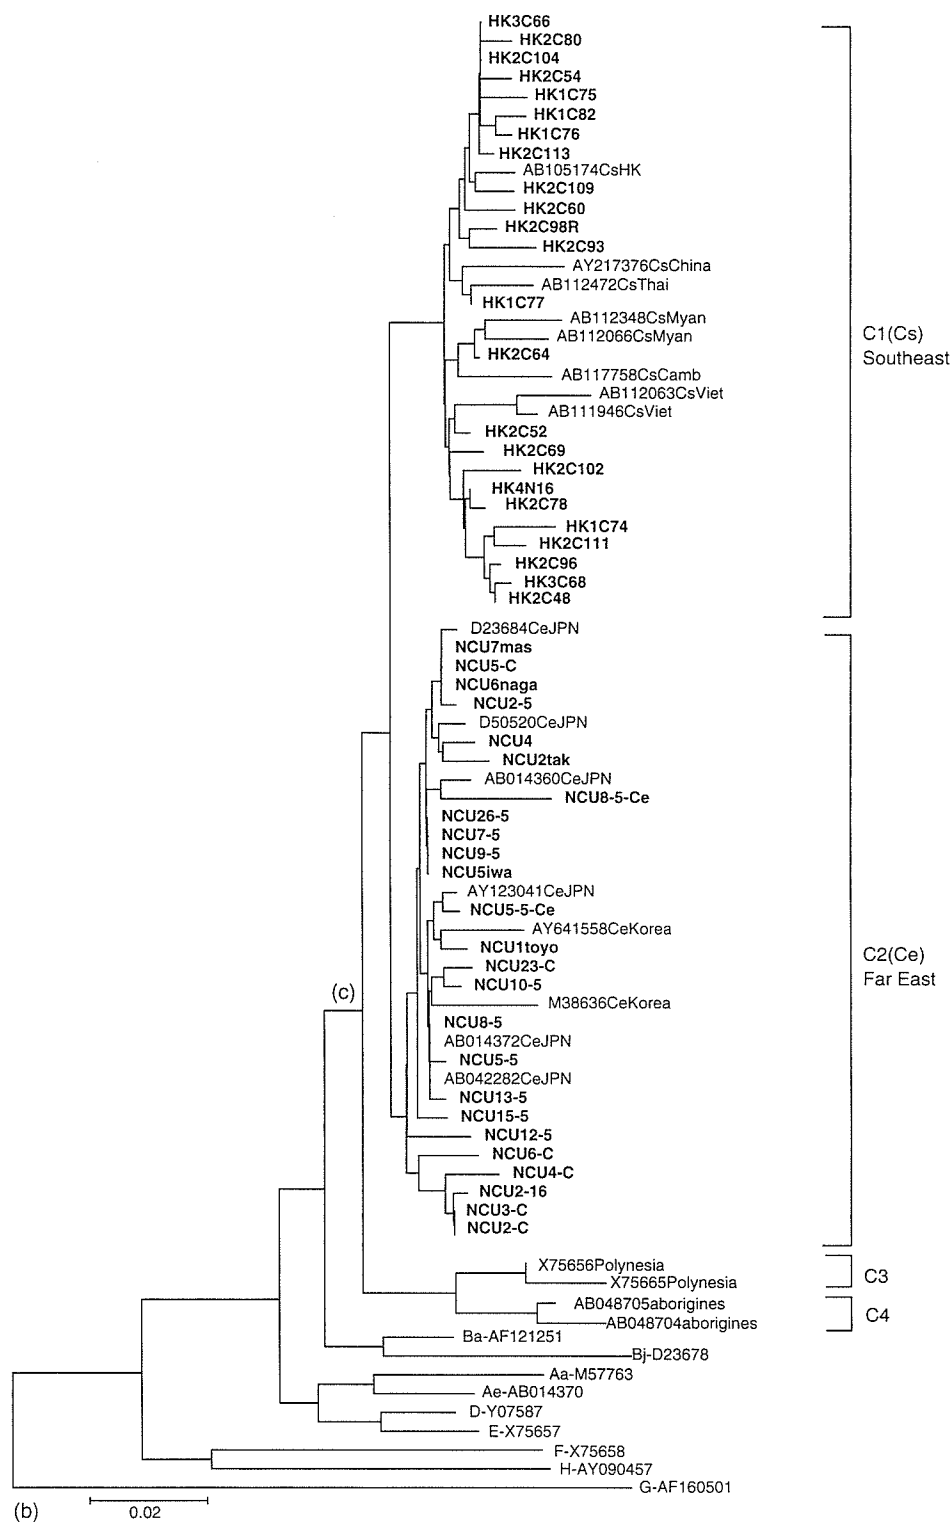 HK3C66
HK2C80
HK2C104
HK2C54
HK1C75
HK1C82
HK1C76
HK2C113
AB105174CsHK
HK2C109
HK2C60
HK2C98R
HK2C93
AY217376CsChina
AB112472CsThai
HK1C77
AB112348CsMyan
AB112066CsMyan
HK2C64
AB117758CsCamb
AB112063CsViet
AB111946CsViet
HK2C52
HK2C69
HK2C102
HK4N16
HK2C78
HK1C74
HK2C111
HK2C96
HK3C68
HK2C48
C1(Cs)
Southeast
D23684CeJPN
NCU7mas
NCU5-C
NCU6naga
NCU2-5
D50520CeJPN
NCU4
NCU2tak
AB014360CeJPN
NCU8-5-Ce
NCU26-5
NCU7-5
NCU9-5
NCU5iwa
AY123041CeJPN
NCU5-5-Ce
AY641558CeKorea
NCU1toyo
NCU23-C
NCU10-5
M38636CeKorea
NCU8-5
AB014372CeJPN
NCU5-5
AB042282CeJPN
NCU13-5
NCU15-5
NCU12-5
NCU6-C
NCU4-C
NCU2-16
NCU3-C
NCU2-C
C2(Ce)
Far East
(c)
X75656Polynesia
X75665Polynesia
C3
AB048705aborigines
AB048704aborigines
C4
Ba-AF121251
Bj-D23678
Aa-M57763
Ae-AB014370
D-Y07587
E-X75657
F-X75658
H-AY090457
G-AF160501
(b)
0.02